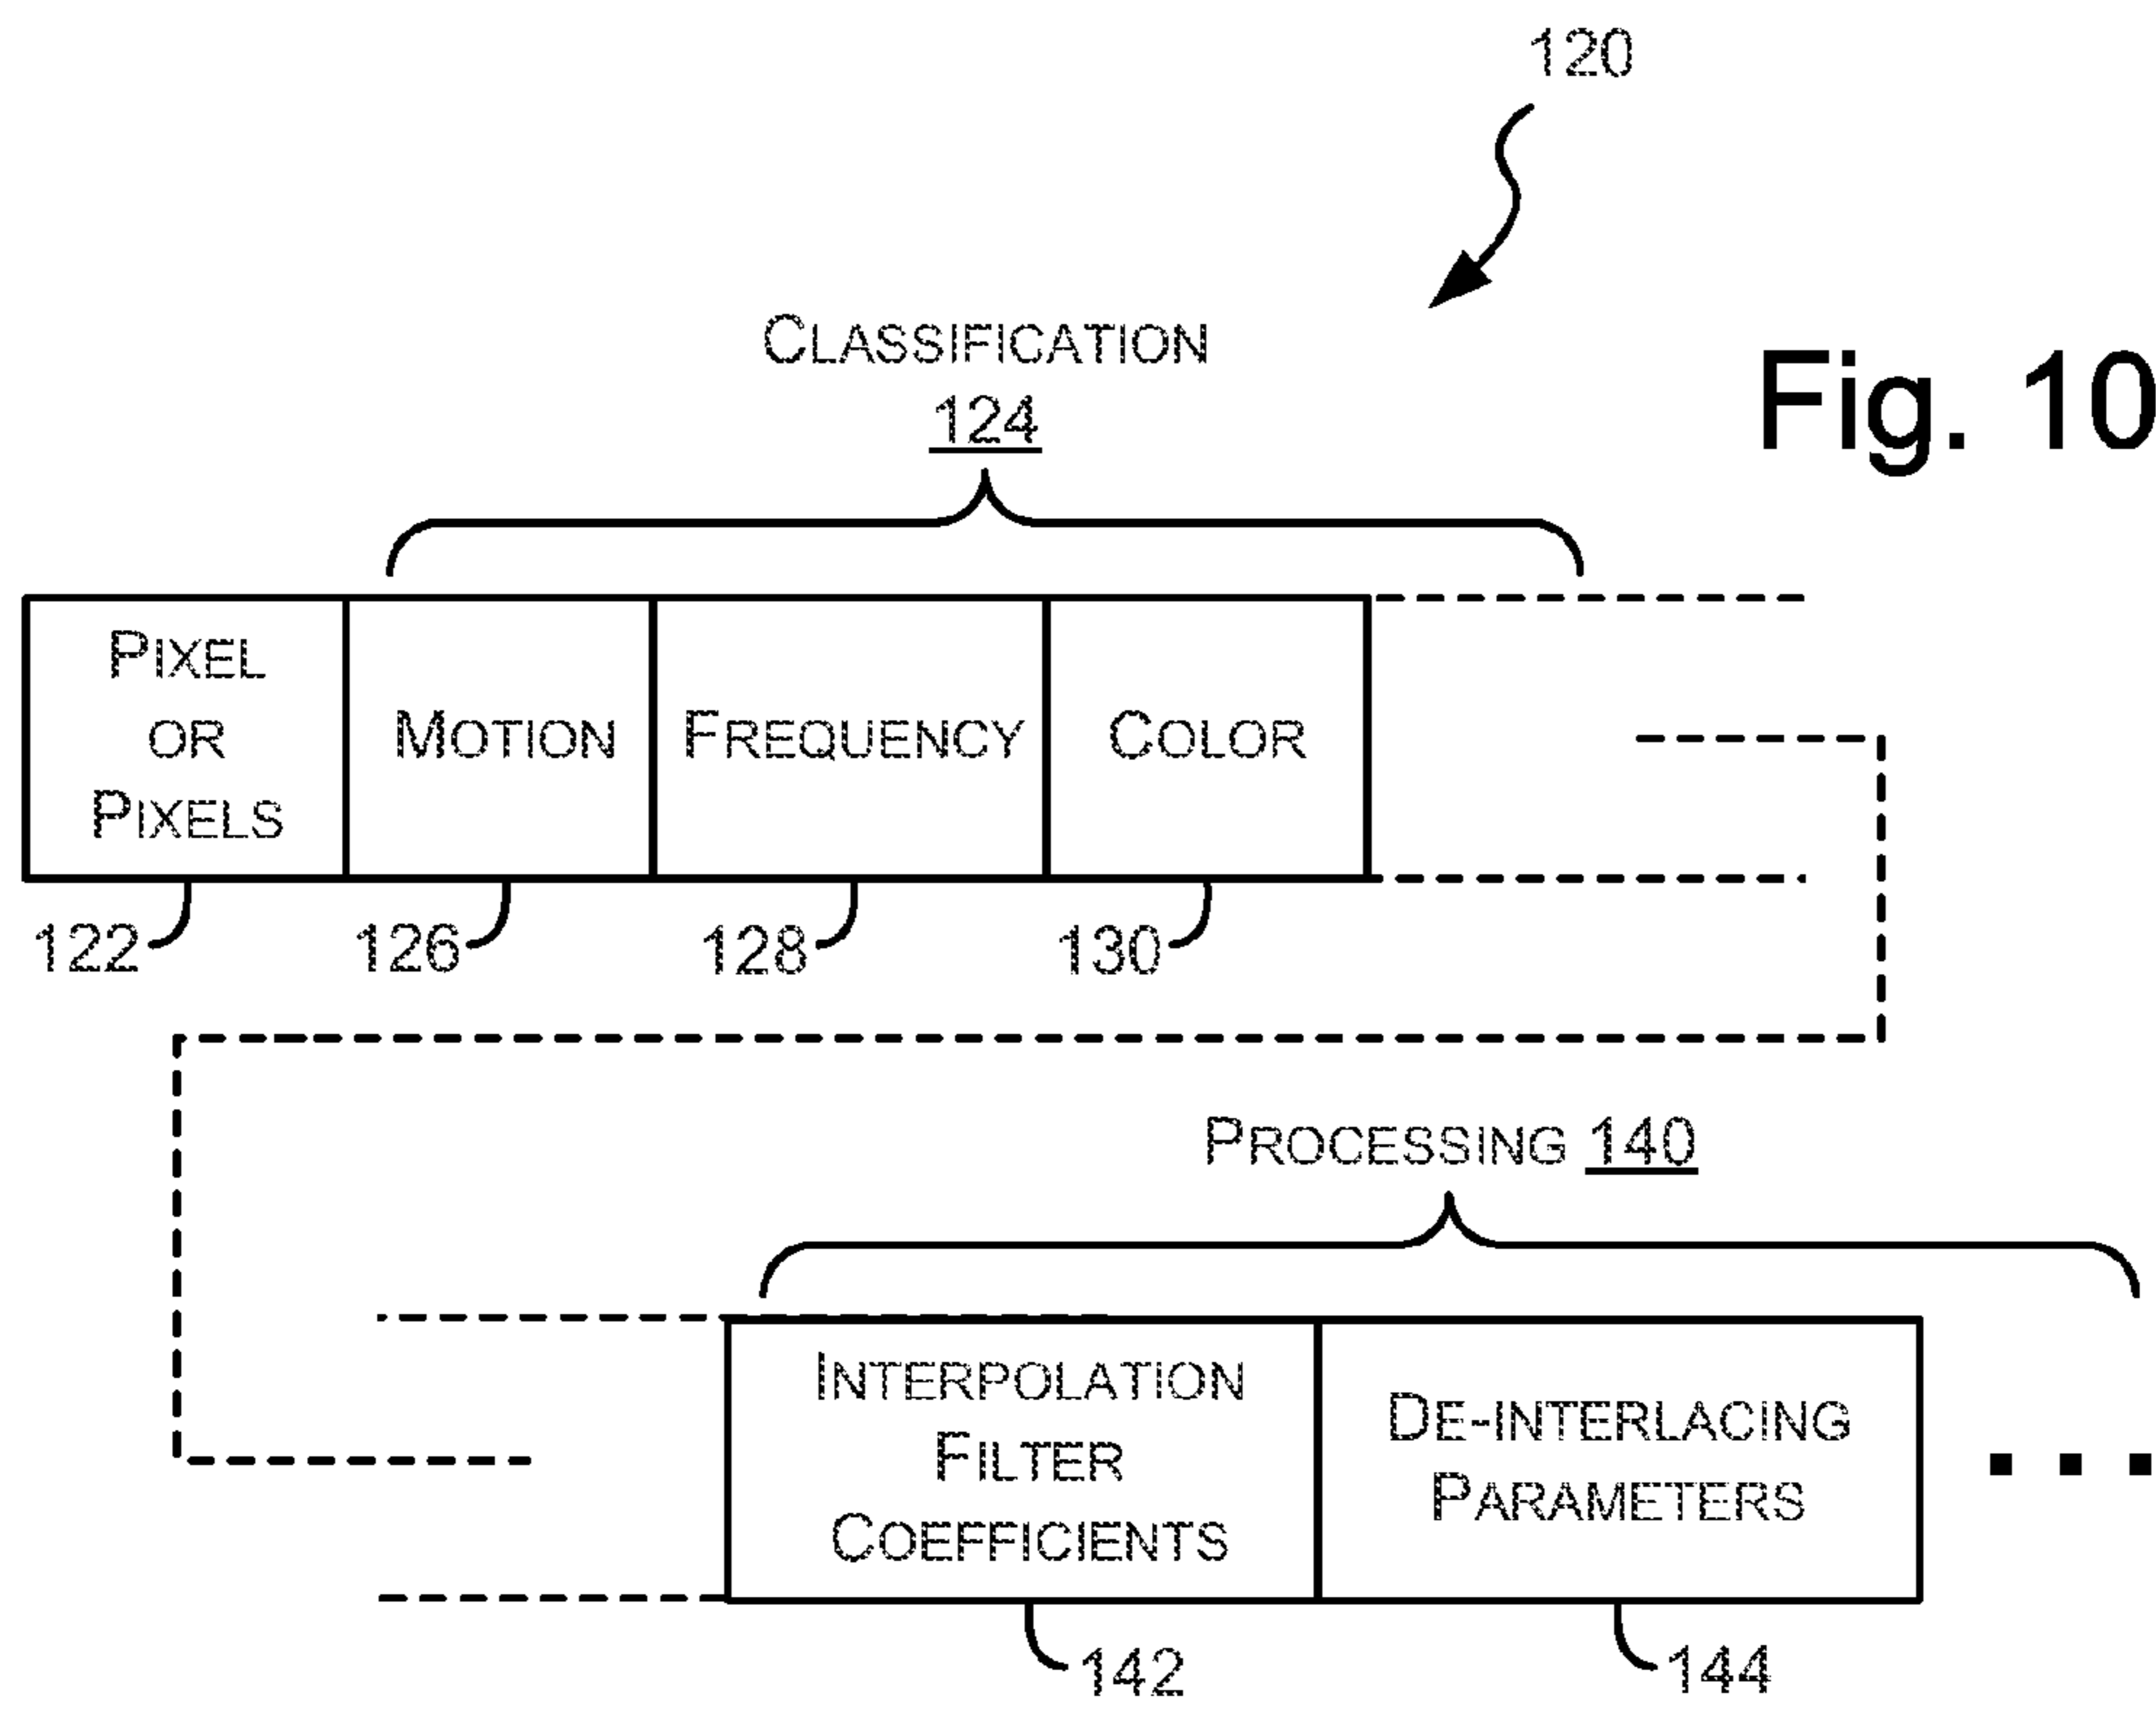 120
Fig. 10
CLASSIFICATION
124
PIXEL
OR
PIXELS
MOTION
FREQUENCY
COLOR
122
126
128
130
PROCESSING 140
INTERPOLATION
FILTER
COEFFICIENTS
DE-INTERLACING
PARAMETERS
142
144